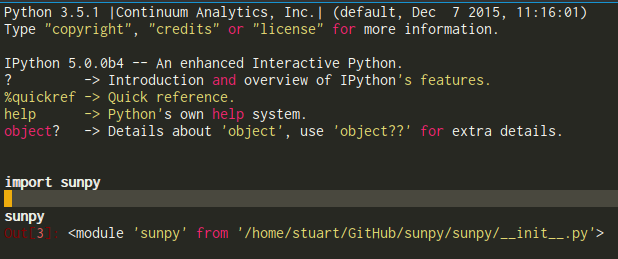 Python 3.5.1 |Continuum Analytics, Inc.| (default, Dec  7 2015, 11:16:01)
Type "copyright", "credits" or "license" for more information.
IPython 5.0.0b4 -- An enhanced Interactive Python.
?         -> Introduction and overview of IPython's features.
%quickref -> Quick reference.
help      -> Python's own help system.
object?   -> Details about 'object', use 'object??' for extra details.
import sunpy
sunpy
Out[3]: <module 'sunpy' from '/home/stuart/GitHub/sunpy/sunpy/__init__.py'>